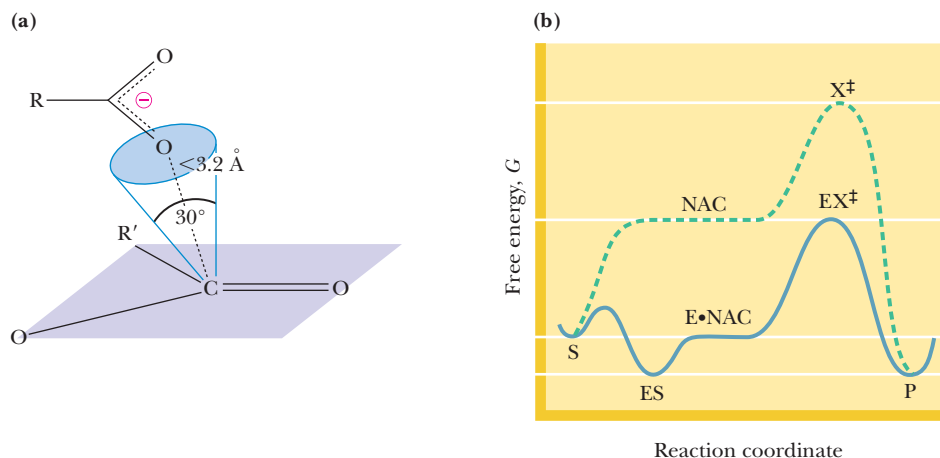 (a)
O
R
⊖
O
<3.2 Å
30°
R′
C
O
O
(b)
X‡
NAC
EX‡
Free energy, G
E•NAC
S
ES
P
Reaction coordinate